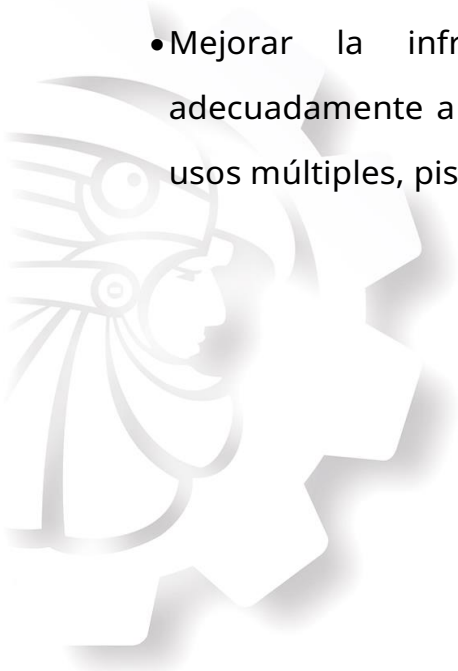 •Mejorar la infr
adecuadamente a
usos múltiples, pis